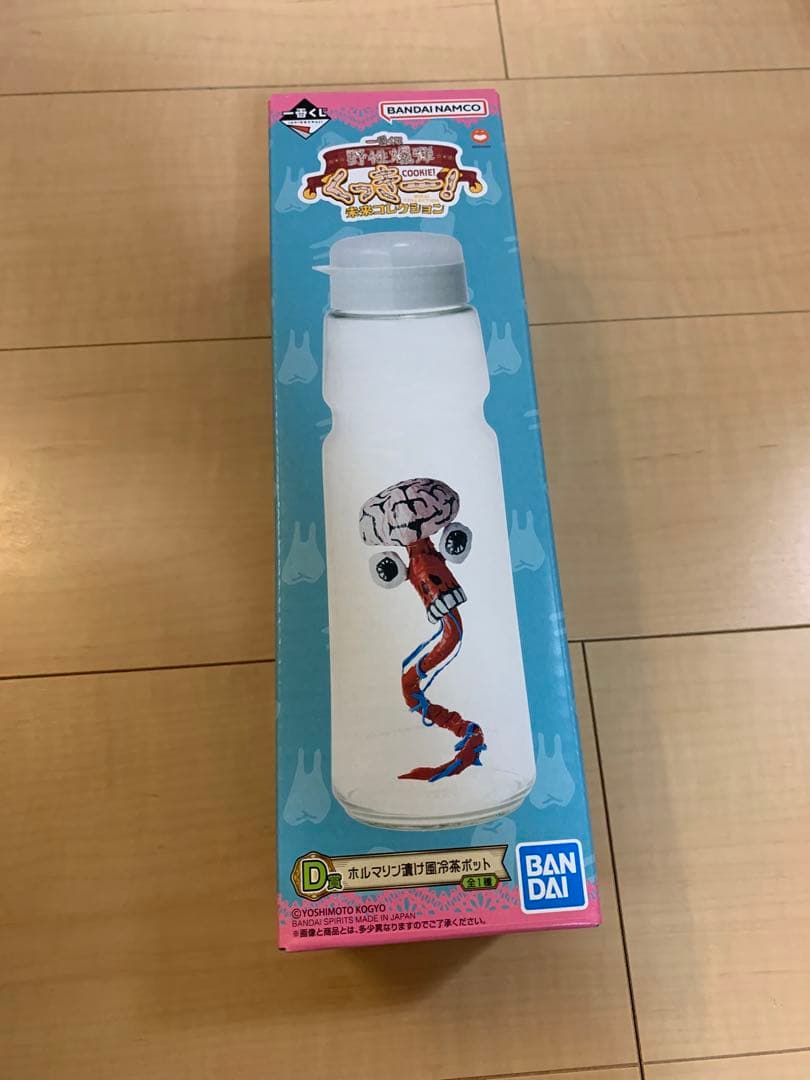 一番くじ
BANDAI NAMCO
一番くじ
野性爆弾
COOKIE!
くっきー!
未来コレクション
D賞
ホルマリン漬け風冷茶ポット
全1種
BAN
DAI
©YOSHIMOTO KOGYO
BANDAI SPIRITS MADE IN JAPAN
※画像と商品とは、多少異なりますのでご了承ください。